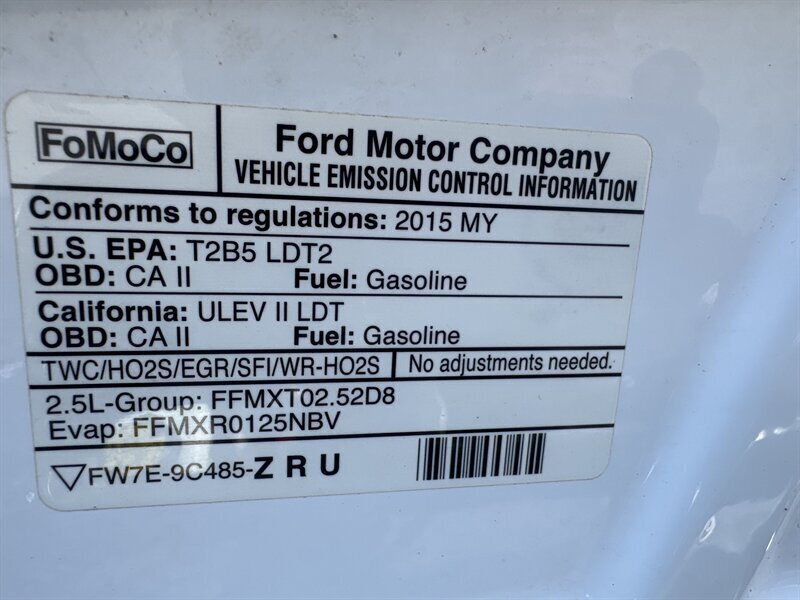 FoMoCo
Ford Motor Company
VEHICLE EMISSION CONTROL INFORMATION
Conforms to regulations: 2015 MY
U.S. EPA: T2B5 LDT2
OBD: CA II Fuel: Gasoline
California: ULEV II LDT
OBD: CA II Fuel: Gasoline
TWC/HO2S/EGR/SFI/WR-HO2S No adjustments needed.
2.5L-Group: FFMXT02.52D8
Evap: FFMXR0125NBV
FW7E-9C485-ZRU